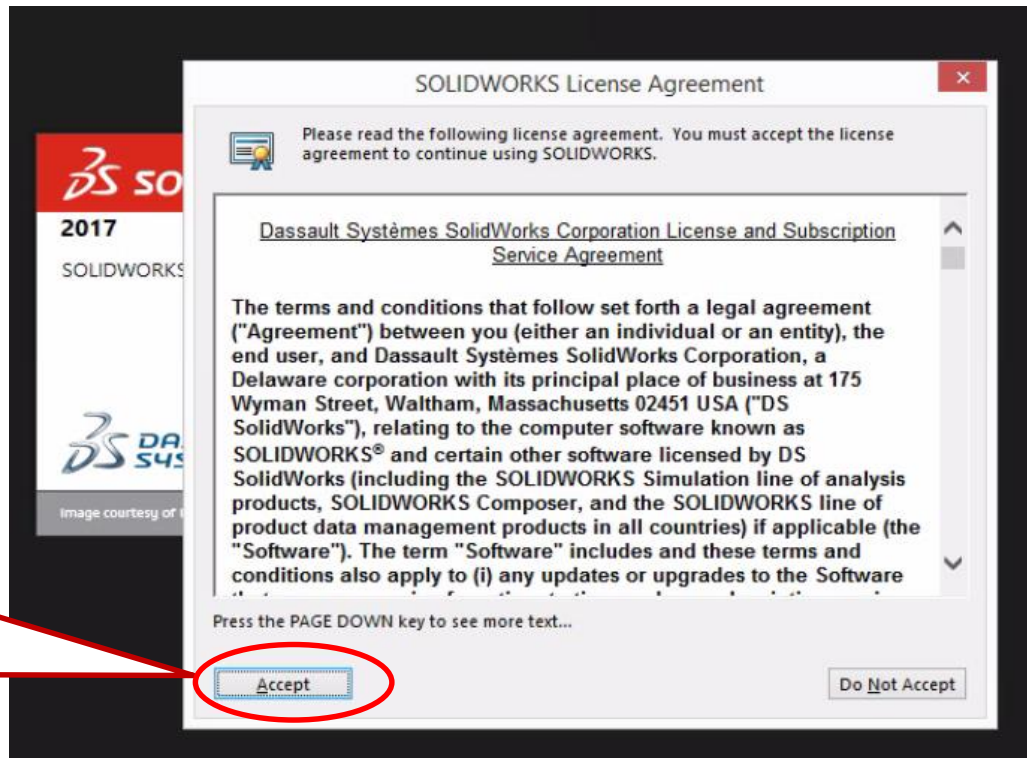 SOLIDWORKS License Agreement
Please read the following license agreement. You must accept the license
agreement to continue using SOLIDWORKS.
SO
2017
SOLIDWORKS
Image courtesy of
Dassault Systèmes SolidWorks Corporation License and Subscription
Service Agreement
The terms and conditions that follow set forth a legal agreement
("Agreement") between you (either an individual or an entity), the
end user, and Dassault Systèmes SolidWorks Corporation, a
Delaware corporation with its principal place of business at 175
Wyman Street, Waltham, Massachusetts 02451 USA ("DS
SolidWorks"), relating to the computer software known as
SOLIDWORKS® and certain other software licensed by DS
SolidWorks (including the SOLIDWORKS Simulation line of analysis
products, SOLIDWORKS Composer, and the SOLIDWORKS line of
product data management products in all countries) if applicable (the
"Software"). The term "Software" includes and these terms and
conditions also apply to (i) any updates or upgrades to the Software
Press the PAGE DOWN key to see more text...
Accept
Do Not Accept